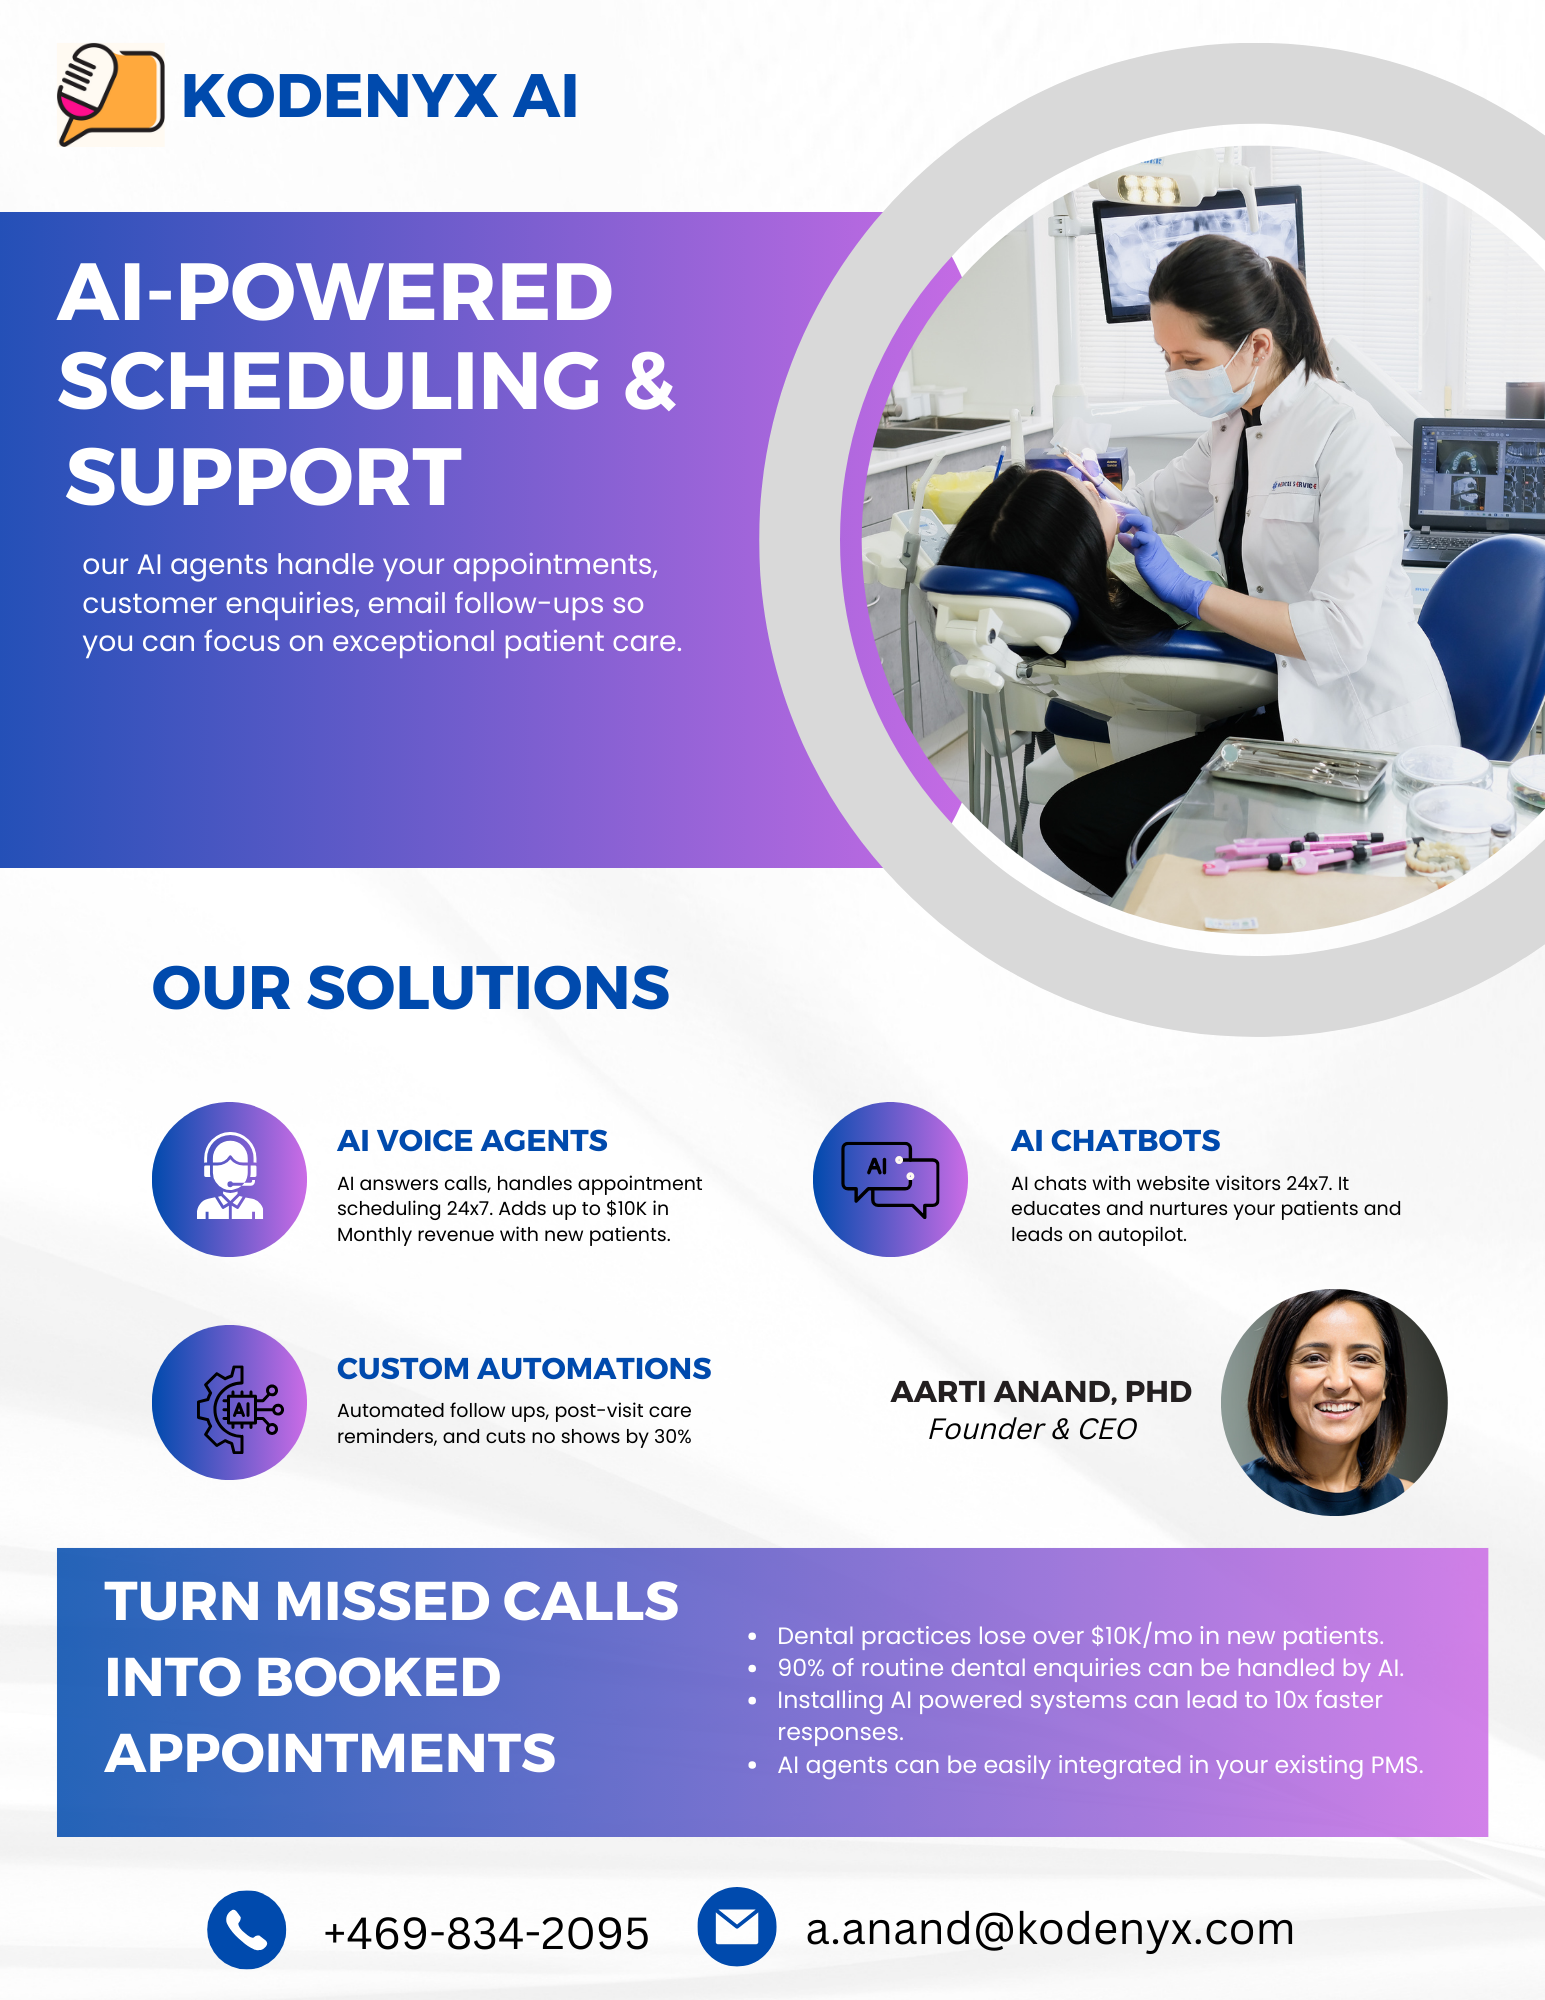 KODENYX AI
AI-POWERED
SCHEDULING &
SUPPORT
our AI agents handle your appointments,
customer enquiries, email follow-ups so
you can focus on exceptional patient care.
OUR SOLUTIONS
AI VOICE AGENTS
AI answers calls, handles appointment
scheduling 24x7. Adds up to $10K in
Monthly revenue with new patients.
AI
AI CHATBOTS
AI chats with website visitors 24x7. It
educates and nurtures your patients and
leads on autopilot.
AI
CUSTOM AUTOMATIONS
Automated follow ups, post-visit care
reminders, and cuts no shows by 30%
AARTI ANAND, PHD
Founder & CEO
TURN MISSED CALLS
INTO BOOKED
APPOINTMENTS
• Dental practices lose over $10K/mo in new patients.
• 90% of routine dental enquiries can be handled by AI.
• Installing AI powered systems can lead to 10x faster
responses.
• AI agents can be easily integrated in your existing PMS.
+469-834-2095
a.anand@kodenyx.com